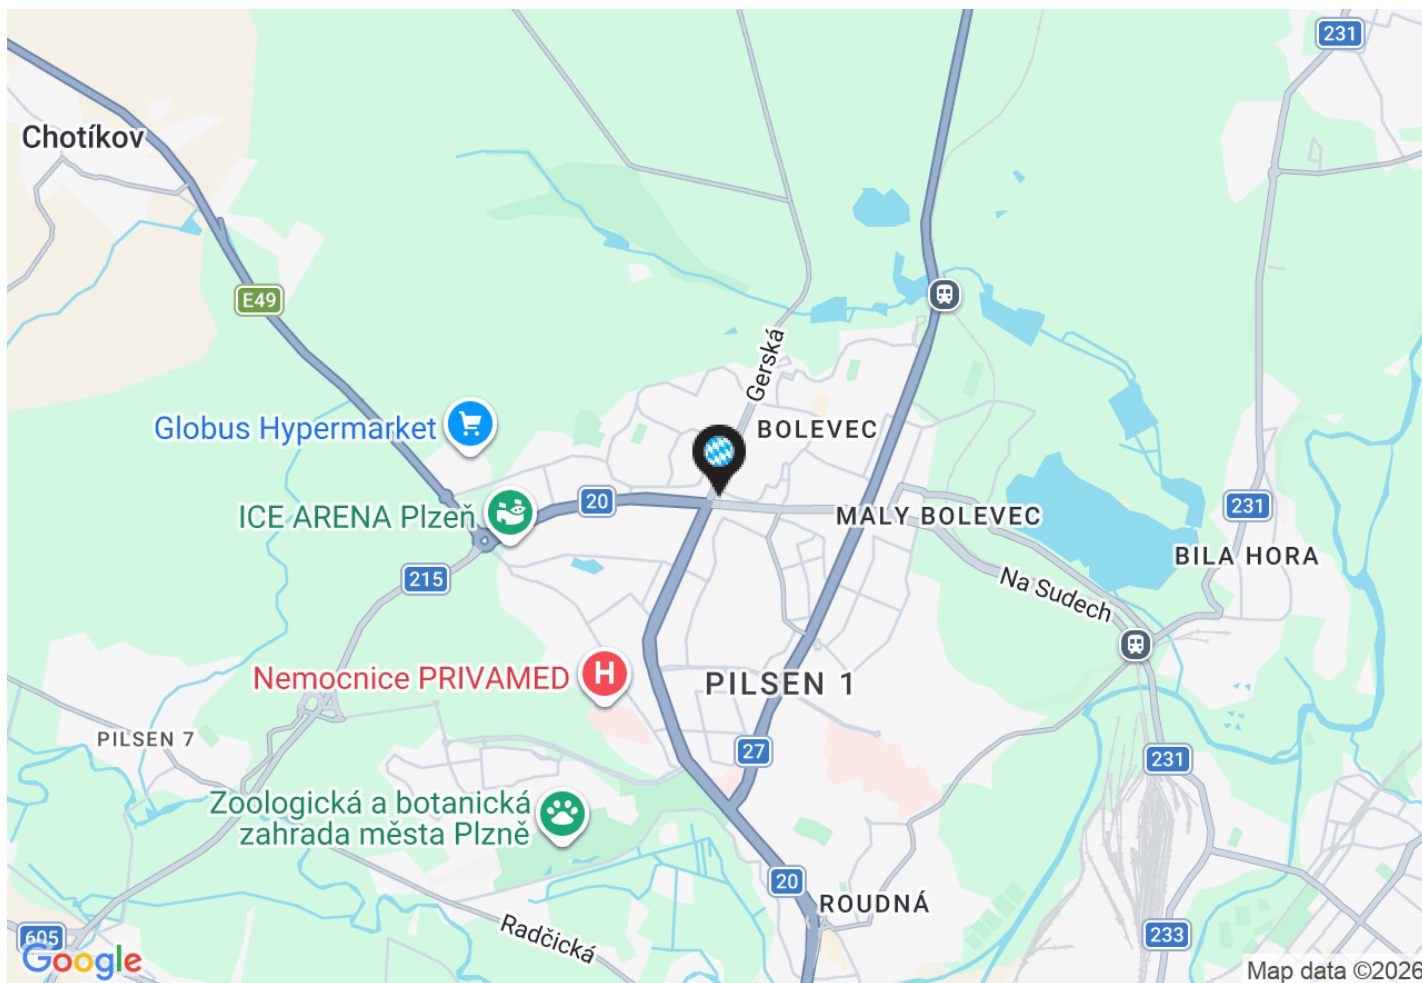 231
Chotíkov
E49
Gerská
Globus Hypermarket
BOLEVEC
20
231
ICE ARENA Plzeň
MALY BOLEVEC
BILA HORA
215
Na Sudech
Nemocnice PRIVAMED
H
PILSEN 1
PILSEN 7
27
231
Zoologická a botanická
zahrada města Plzně
20
ROUDNÁ
605
Radčická
233
Google
Map data ©2026